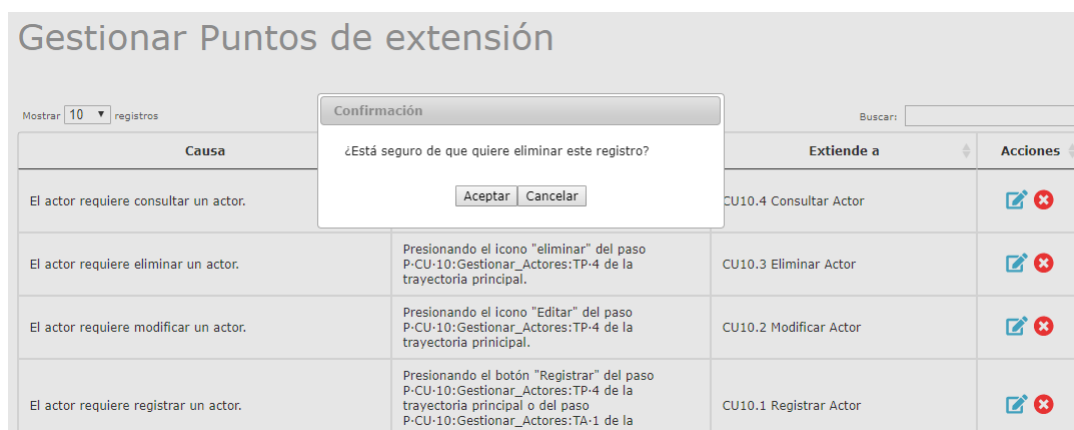 Gestionar Puntos de extensión
Mostrar 10 registros
Buscar:
Confirmación
¿Está seguro de que quiere eliminar este registro?
Aceptar Cancelar
Causa
Extiende a
Acciones
El actor requiere consultar un actor.
CU10.4 Consultar Actor
El actor requiere eliminar un actor.
Presionando el icono "eliminar" del paso
P·CU·10:Gestionar_Actores:TP·4 de la
trayectoria principal.
CU10.3 Eliminar Actor
El actor requiere modificar un actor.
Presionando el icono "Editar" del paso
P·CU·10:Gestionar_Actores:TP·4 de la
trayectoria prinicipal.
CU10.2 Modificar Actor
El actor requiere registrar un actor.
Presionando el botón "Registrar" del paso
P·CU·10:Gestionar_Actores:TP·4 de la
trayectoria principal o del paso
P·CU·10:Gestionar_Actores:TA·1 de la
CU10.1 Registrar Actor